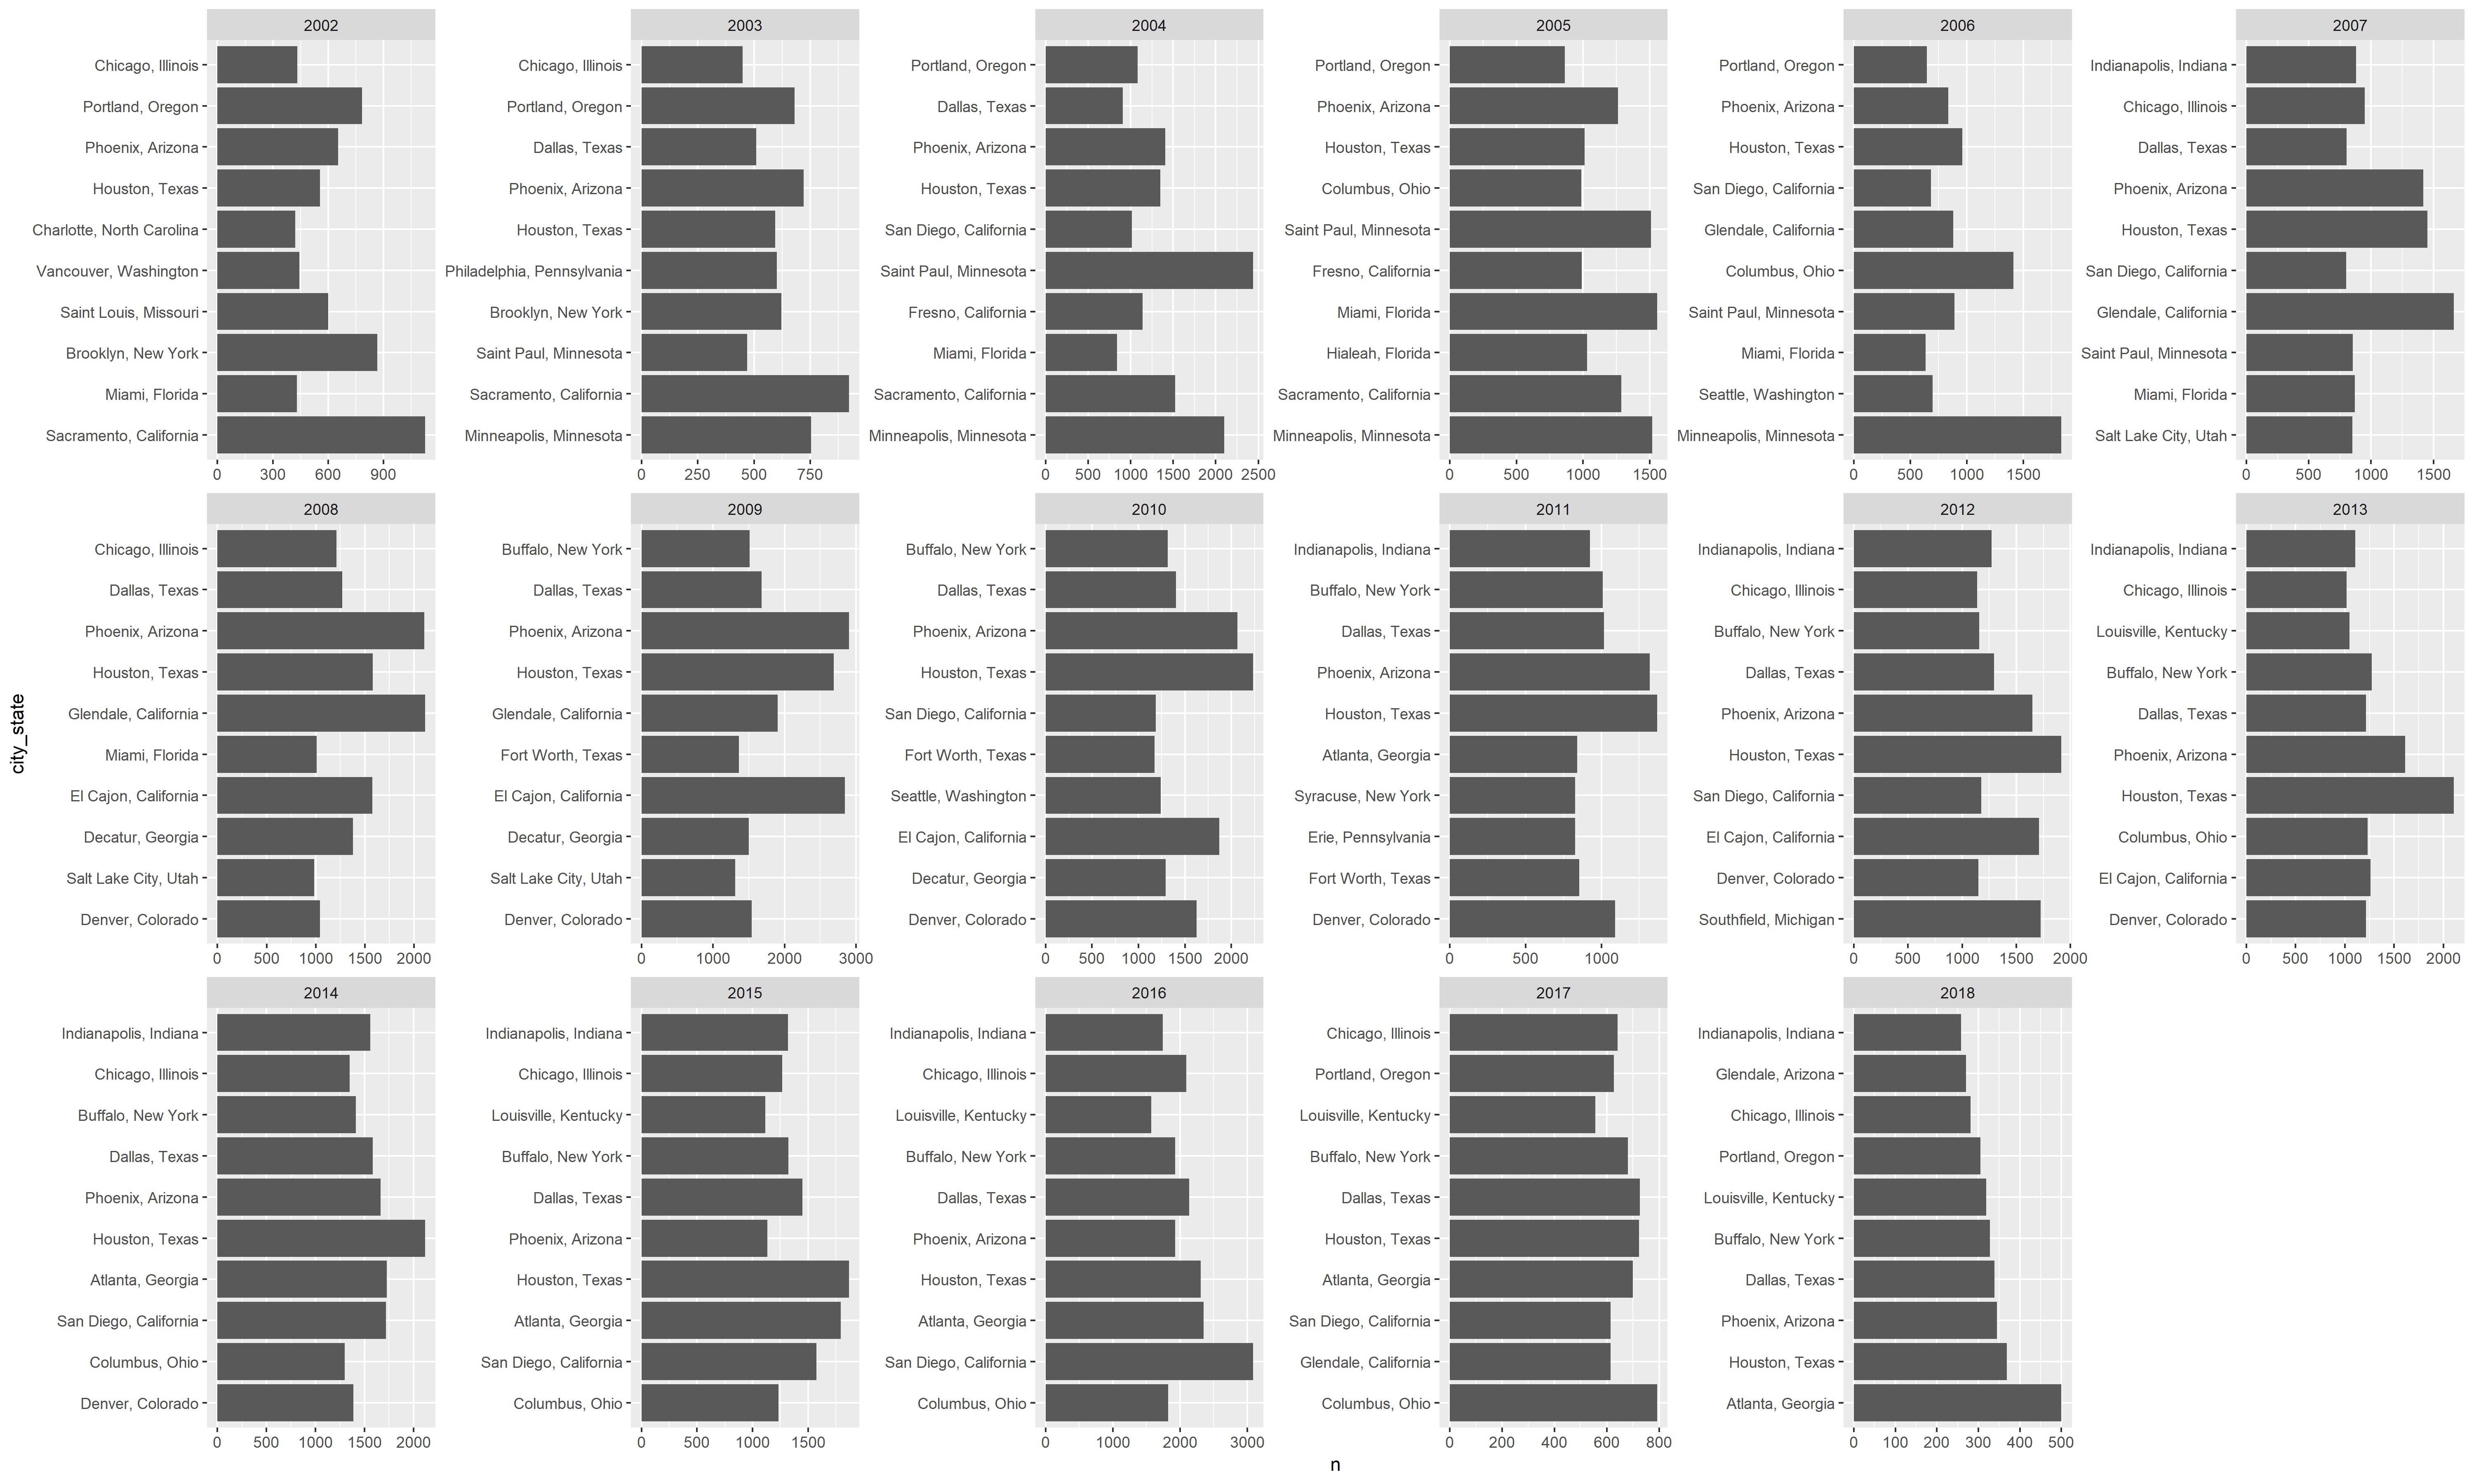 city_state
2002
Chicago, Illinois
Portland, Oregon
Phoenix, Arizona
Houston, Texas
Charlotte, North Carolina
Vancouver, Washington
Saint Louis, Missouri
Brooklyn, New York
Miami, Florida
Sacramento, California
0 300 600 900
2003
Chicago, Illinois
Portland, Oregon
Dallas, Texas
Phoenix, Arizona
Houston, Texas
Philadelphia, Pennsylvania
Brooklyn, New York
Saint Paul, Minnesota
Sacramento, California
Minneapolis, Minnesota
0 250 500 750
2004
Portland, Oregon
Dallas, Texas
Phoenix, Arizona
Houston, Texas
San Diego, California
Saint Paul, Minnesota
Fresno, California
Miami, Florida
Sacramento, California
Minneapolis, Minnesota
0 500 1000 1500 2000 2500
2005
Portland, Oregon
Phoenix, Arizona
Houston, Texas
Columbus, Ohio
Saint Paul, Minnesota
Fresno, California
Miami, Florida
Hialeah, Florida
Sacramento, California
Minneapolis, Minnesota
0 500 1000 1500
2006
Portland, Oregon
Phoenix, Arizona
Houston, Texas
San Diego, California
Glendale, California
Columbus, Ohio
Saint Paul, Minnesota
Miami, Florida
Seattle, Washington
Minneapolis, Minnesota
0 500 1000 1500
2007
Indianapolis, Indiana
Chicago, Illinois
Dallas, Texas
Phoenix, Arizona
Houston, Texas
San Diego, California
Glendale, California
Saint Paul, Minnesota
Miami, Florida
Salt Lake City, Utah
0 500 1000 1500
2008
Chicago, Illinois
Dallas, Texas
Phoenix, Arizona
Houston, Texas
Glendale, California
Miami, Florida
El Cajon, California
Decatur, Georgia
Salt Lake City, Utah
Denver, Colorado
0 500 1000 1500 2000
2009
Buffalo, New York
Dallas, Texas
Phoenix, Arizona
Houston, Texas
Glendale, California
Fort Worth, Texas
El Cajon, California
Decatur, Georgia
Salt Lake City, Utah
Denver, Colorado
0 1000 2000 3000
2010
Buffalo, New York
Dallas, Texas
Phoenix, Arizona
Houston, Texas
San Diego, California
Fort Worth, Texas
Seattle, Washington
El Cajon, California
Decatur, Georgia
Denver, Colorado
0 500 1000 1500 2000
2011
Indianapolis, Indiana
Buffalo, New York
Dallas, Texas
Phoenix, Arizona
Houston, Texas
Atlanta, Georgia
Syracuse, New York
Erie, Pennsylvania
Fort Worth, Texas
Denver, Colorado
0 500 1000
2012
Indianapolis, Indiana
Chicago, Illinois
Buffalo, New York
Dallas, Texas
Phoenix, Arizona
Houston, Texas
San Diego, California
El Cajon, California
Denver, Colorado
Southfield, Michigan
0 500 1000 1500 2000
2013
Indianapolis, Indiana
Chicago, Illinois
Louisville, Kentucky
Buffalo, New York
Dallas, Texas
Phoenix, Arizona
Houston, Texas
Columbus, Ohio
El Cajon, California
Denver, Colorado
0 500 1000 1500 2000
2014
Indianapolis, Indiana
Chicago, Illinois
Buffalo, New York
Dallas, Texas
Phoenix, Arizona
Houston, Texas
Atlanta, Georgia
San Diego, California
Columbus, Ohio
Denver, Colorado
0 500 1000 1500 2000
2015
Indianapolis, Indiana
Chicago, Illinois
Louisville, Kentucky
Buffalo, New York
Dallas, Texas
Phoenix, Arizona
Houston, Texas
Atlanta, Georgia
San Diego, California
Columbus, Ohio
0 500 1000 1500
2016
Indianapolis, Indiana
Chicago, Illinois
Louisville, Kentucky
Buffalo, New York
Dallas, Texas
Phoenix, Arizona
Houston, Texas
Atlanta, Georgia
San Diego, California
Columbus, Ohio
0 1000 2000 3000
2017
Chicago, Illinois
Portland, Oregon
Louisville, Kentucky
Buffalo, New York
Dallas, Texas
Houston, Texas
Atlanta, Georgia
San Diego, California
Glendale, California
Columbus, Ohio
0 200 400 600 800
2018
Indianapolis, Indiana
Glendale, Arizona
Chicago, Illinois
Portland, Oregon
Louisville, Kentucky
Buffalo, New York
Dallas, Texas
Phoenix, Arizona
Houston, Texas
Atlanta, Georgia
0 100 200 300 400 500
n